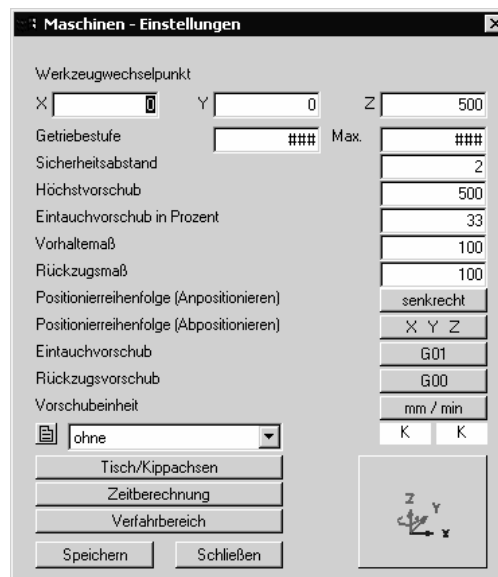 Maschinen - Einstellungen
Werkzeugwechselpunkt
X 0 Y 0 Z 500
Getriebestufe ### Max. ###
Sicherheitsabstand 2
Höchstvorschub 500
Eintauchvorschub in Prozent 33
Vorhaltemaß 100
Rückzugsmaß 100
Positionierreihenfolge (Anpositionieren) senkrecht
Positionierreihenfolge (Abpositionieren) X Y Z
Eintauchvorschub G01
Rückzugsvorschub G00
Vorschubeinheit mm / min
ohne K K
Tisch/Kippachsen
Zeitberechnung
Verfahrbereich
Speichern Schließen
Z Y X